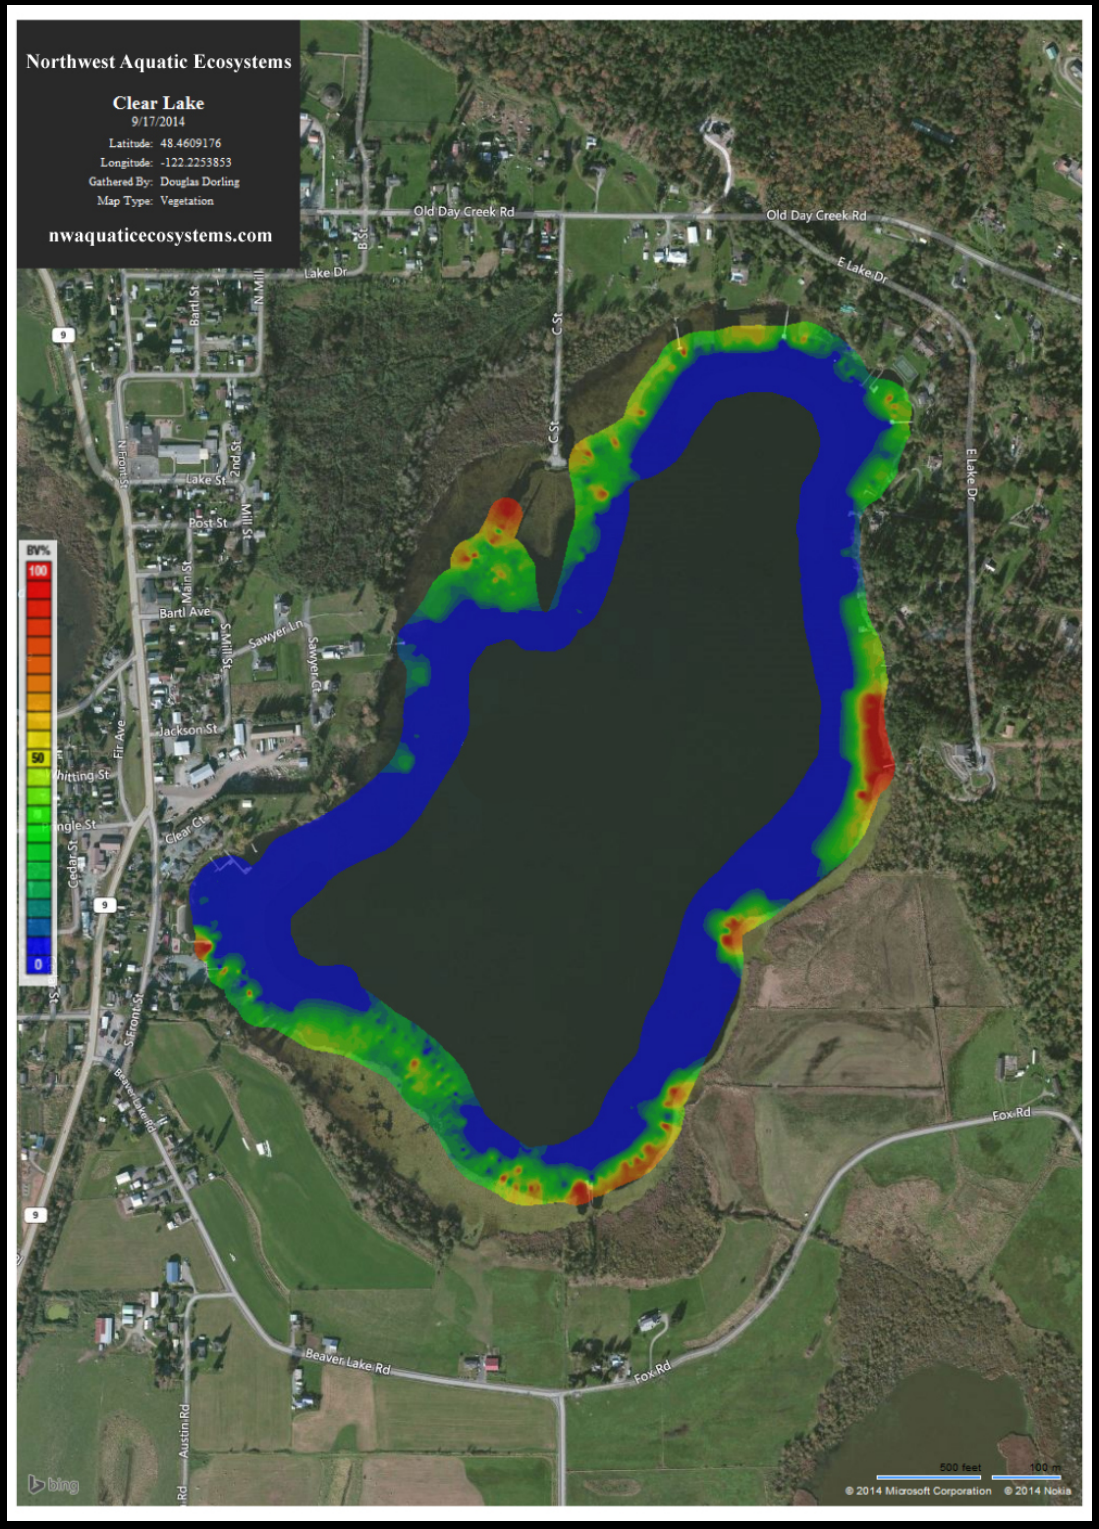 Northwest Aquatic Ecosystems
Clear Lake
9/17/2014
Latitude: 48.4609176
Longitude: -122.2253853
Gathered By: Douglas Dorling
Map Type: Vegetation
nwaquaticecosystems.com
Old Day Creek Rd
Old Day Creek Rd
B St
Lake Dr
E Lake Dr
N Mill
Bartl St
C St
9
C St
N Front St
2nd St
E Lake Dr
Lake St
Mill St
Post St
BV%
100
Main St
Bartl Ave
S Mill St
Sawyer Ln
Sawyer Ct
Fir Ave
Jackson St
50
Whitting St
ngle St
Clear Ct
Cedar St
9
0
St
S Front St
Beaver Lake Rd
Fox Rd
9
Beaver Lake Rd
Fox Rd
Austin Rd
Rd
bing
500 feet
100 m
© 2014 Microsoft Corporation
© 2014 Nokia